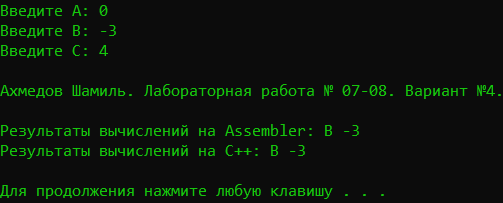 Введите A: 0
Введите B: -3
Введите C: 4
Ахмедов Шамиль. Лабораторная работа № 07-08. Вариант №4.
Результаты вычислений на Assembler: B -3
Результаты вычислений на C++: B -3
Для продолжения нажмите любую клавишу . . .